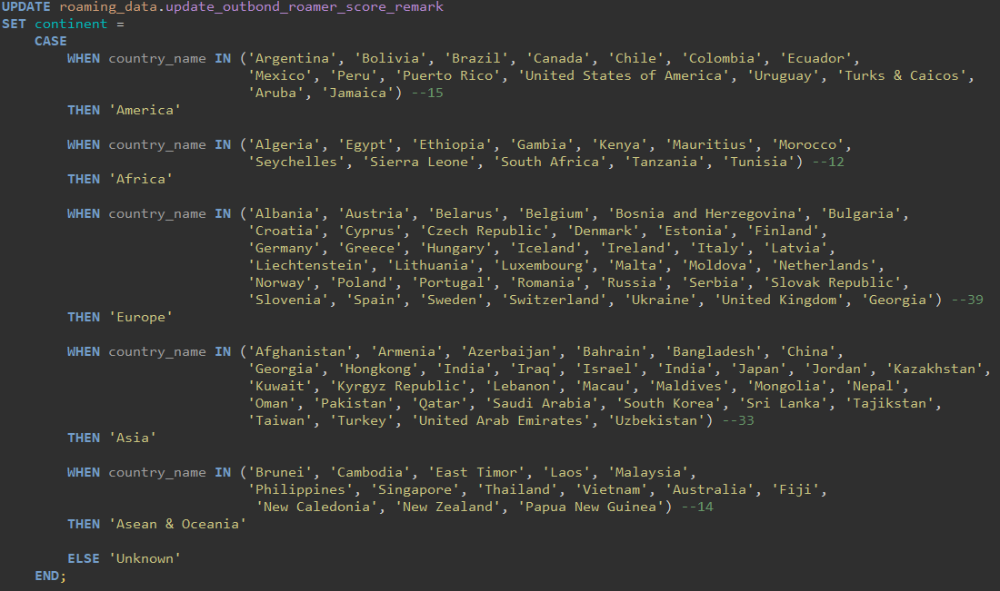 UPDATE roaming_data.update_outbond_roamer_score_remark
SET continent =
CASE
WHEN country_name IN ('Argentina', 'Bolivia', 'Brazil', 'Canada', 'Chile', 'Colombia', 'Ecuador',
'Mexico', 'Peru', 'Puerto Rico', 'United States of America', 'Uruguay', 'Turks & Caicos',
'Aruba', 'Jamaica') --15
THEN 'America'
WHEN country_name IN ('Algeria', 'Egypt', 'Ethiopia', 'Gambia', 'Kenya', 'Mauritius', 'Morocco',
'Seychelles', 'Sierra Leone', 'South Africa', 'Tanzania', 'Tunisia') --12
THEN 'Africa'
WHEN country_name IN ('Albania', 'Austria', 'Belarus', 'Belgium', 'Bosnia and Herzegovina', 'Bulgaria',
'Croatia', 'Cyprus', 'Czech Republic', 'Denmark', 'Estonia', 'Finland',
'Germany', 'Greece', 'Hungary', 'Iceland', 'Ireland', 'Italy', 'Latvia',
'Liechtenstein', 'Lithuania', 'Luxembourg', 'Malta', 'Moldova', 'Netherlands',
'Norway', 'Poland', 'Portugal', 'Romania', 'Russia', 'Serbia', 'Slovak Republic',
'Slovenia', 'Spain', 'Sweden', 'Switzerland', 'Ukraine', 'United Kingdom', 'Georgia') --39
THEN 'Europe'
WHEN country_name IN ('Afghanistan', 'Armenia', 'Azerbaijan', 'Bahrain', 'Bangladesh', 'China',
'Georgia', 'Hongkong', 'India', 'Iraq', 'Israel', 'India', 'Japan', 'Jordan', 'Kazakhstan',
'Kuwait', 'Kyrgyz Republic', 'Lebanon', 'Macau', 'Maldives', 'Mongolia', 'Nepal',
'Oman', 'Pakistan', 'Qatar', 'Saudi Arabia', 'South Korea', 'Sri Lanka', 'Tajikstan',
'Taiwan', 'Turkey', 'United Arab Emirates', 'Uzbekistan') --33
THEN 'Asia'
WHEN country_name IN ('Brunei', 'Cambodia', 'East Timor', 'Laos', 'Malaysia',
'Philippines', 'Singapore', 'Thailand', 'Vietnam', 'Australia', 'Fiji',
'New Caledonia', 'New Zealand', 'Papua New Guinea') --14
THEN 'Asean & Oceania'
ELSE 'Unknown'
END;